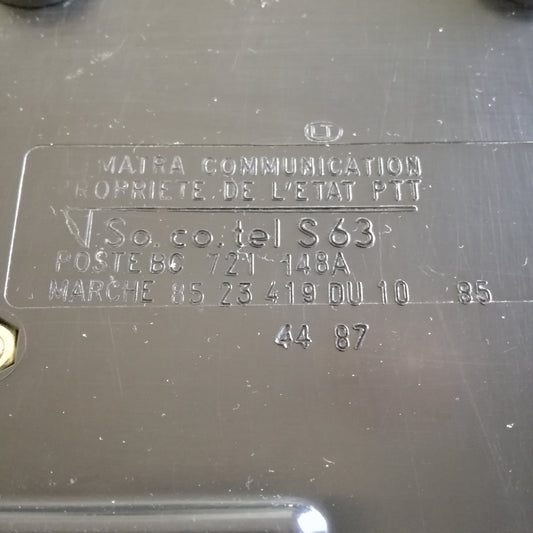 LT
MATRA COMMUNICATION
PROPRIETE DE L'ETAT PTT
So.co.tel S63
POSTE BC 721 148A
MARCHE 85 23 419 DU 10 85
44 87